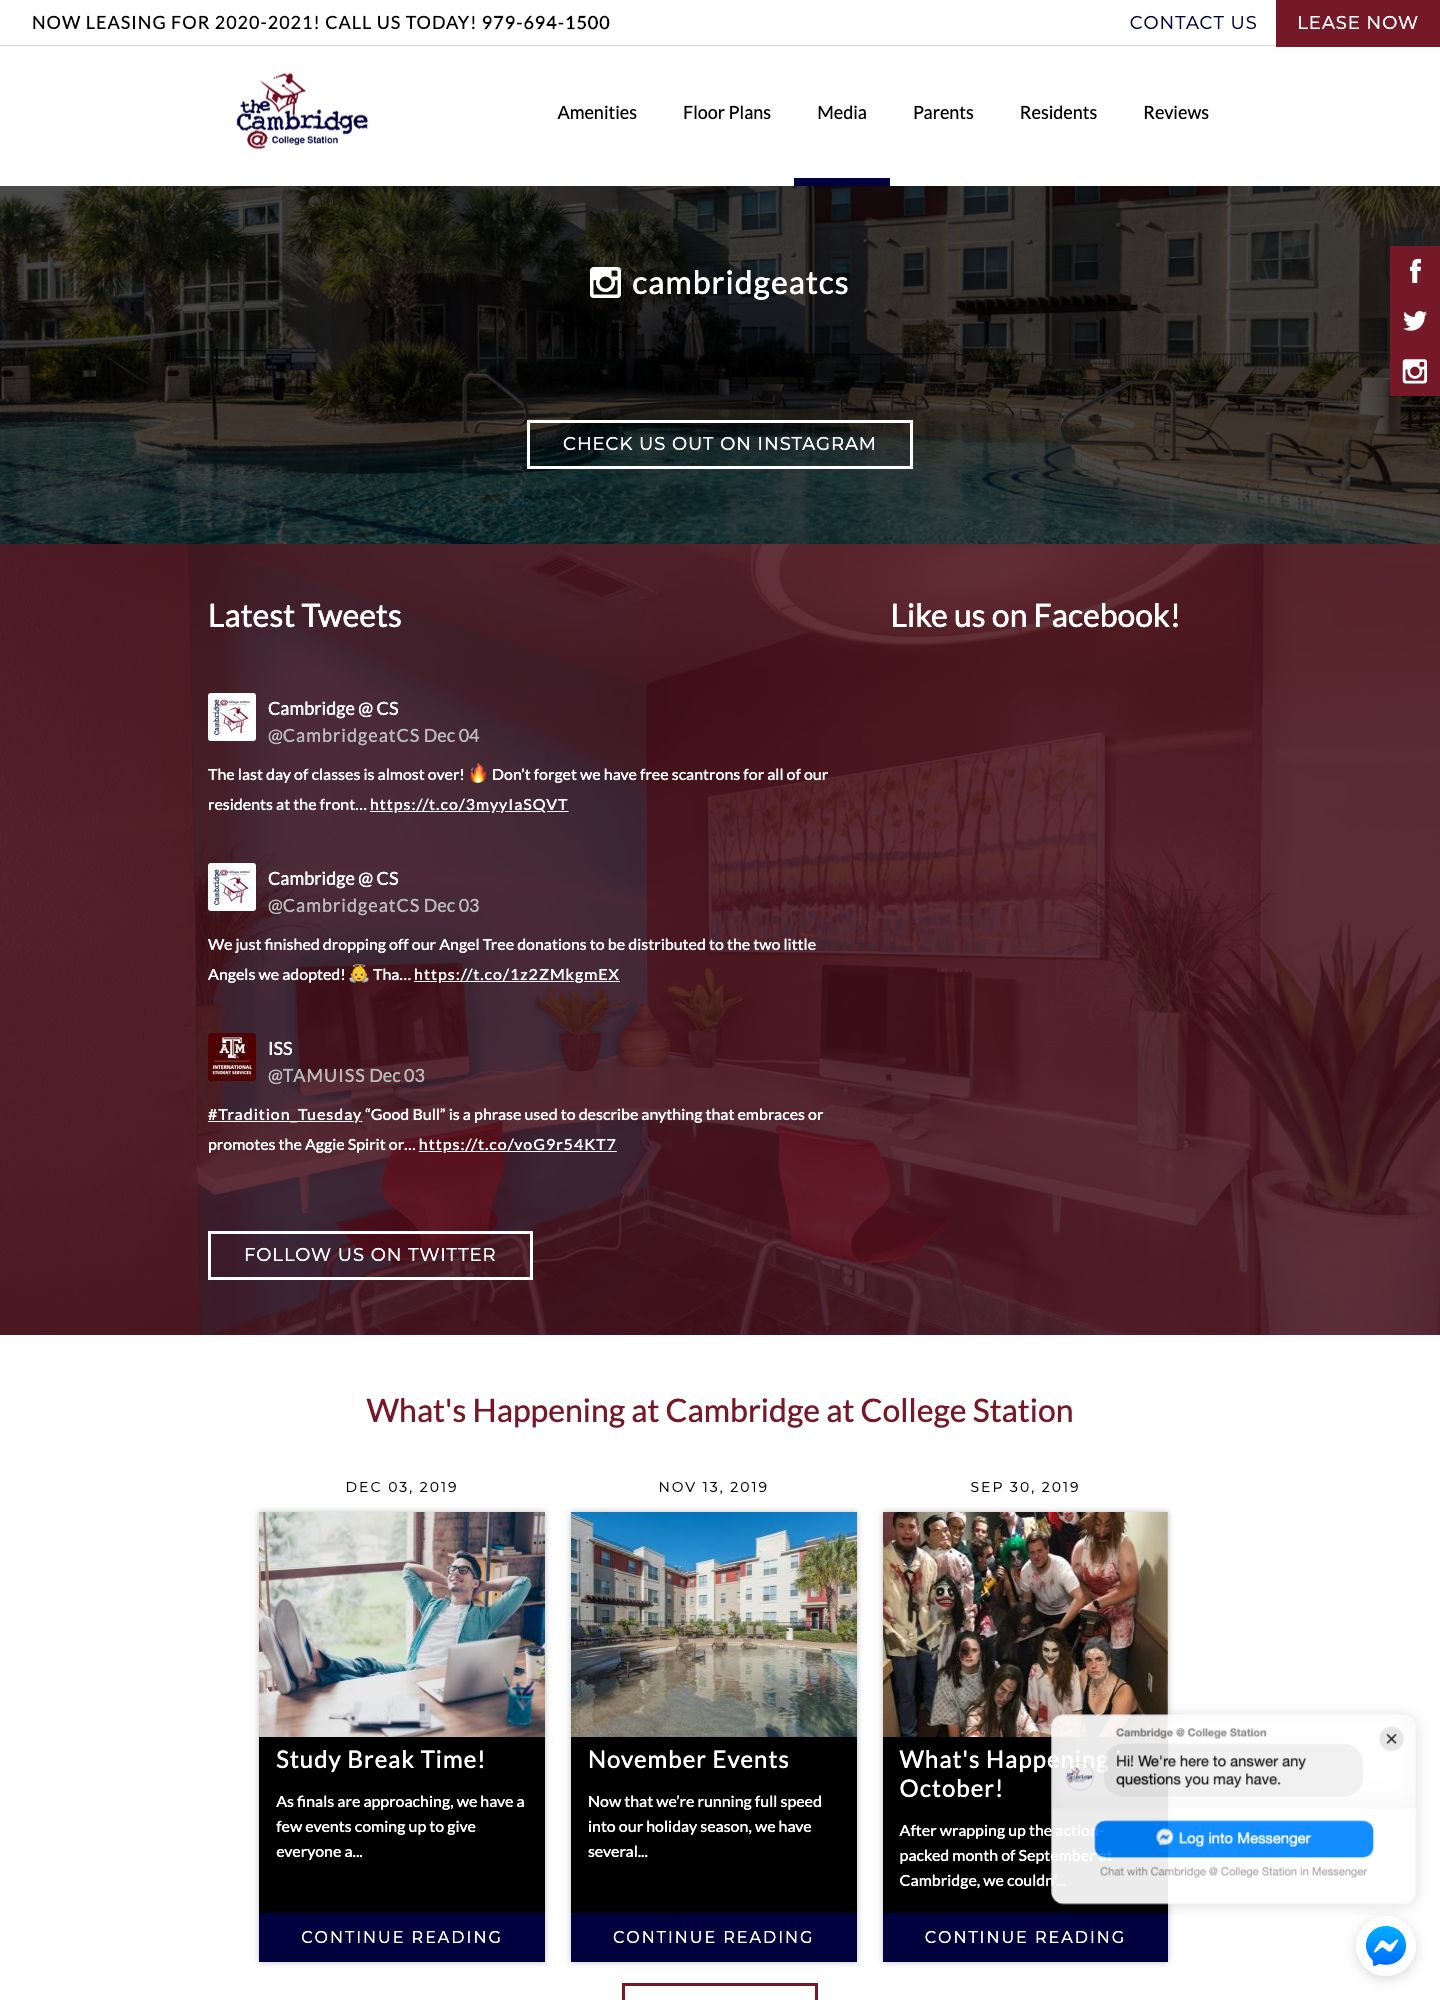 NOW LEASING FOR 2020-2021! CALL US TODAY! 979-694-1500
CONTACT US
LEASE NOW
the
Cambridge
@ College Station
Amenities
Floor Plans
Media
Parents
Residents
Reviews
cambridgeatcs
CHECK US OUT ON INSTAGRAM
Latest Tweets
Cambridge @ CS
@CambridgeatCS Dec 04
The last day of classes is almost over! 🔥 Don’t forget we have free scantrons for all of our
residents at the front… https://t.co/3myyIaSQVT
Cambridge @ CS
@CambridgeatCS Dec 03
We just finished dropping off our Angel Tree donations to be distributed to the two little
Angels we adopted! 👼 Tha… https://t.co/1z2ZMkgmEX
ATM
INTERNATIONAL
STUDENT SERVICES
ISS
@TAMUISS Dec 03
#Tradition_Tuesday “Good Bull” is a phrase used to describe anything that embraces or
promotes the Aggie Spirit or… https://t.co/voG9r54KT7
FOLLOW US ON TWITTER
Like us on Facebook!
What's Happening at Cambridge at College Station
DEC 03, 2019
Study Break Time!
As finals are approaching, we have a
few events coming up to give
everyone a...
CONTINUE READING
NOV 13, 2019
November Events
Now that we’re running full speed
into our holiday season, we have
several...
CONTINUE READING
SEP 30, 2019
What's Happening
October!
After wrapping up the action-
packed month of September at
Cambridge, we couldn’...
CONTINUE READING
Cambridge @ College Station
Hi! We're here to answer any
questions you may have.
Log into Messenger
Chat with Cambridge @ College Station in Messenger